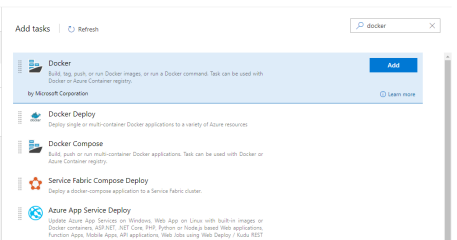 Add tasks
Refresh
docker
Docker
Build, tag, push, or run Docker images, or run a Docker command. Task can be used with
Docker or Azure Container registry.
by Microsoft Corporation
Add
Learn more
Docker Deploy
Deploy single or multi-container Docker applications to a variety of Azure resources
Docker Compose
Build, push or run multi-container Docker applications. Task can be used with Docker or
Azure Container registry.
Service Fabric Compose Deploy
Deploy a docker-compose application to a Service Fabric cluster.
Azure App Service Deploy
Update Azure App Services on Windows, Web App on Linux with built-in images or
Docker containers, ASP.NET, .NET Core, PHP, Python or Node.js based Web applications,
Function Apps, Mobile Apps, API applications, Web Jobs using Web Deploy / Kudu REST